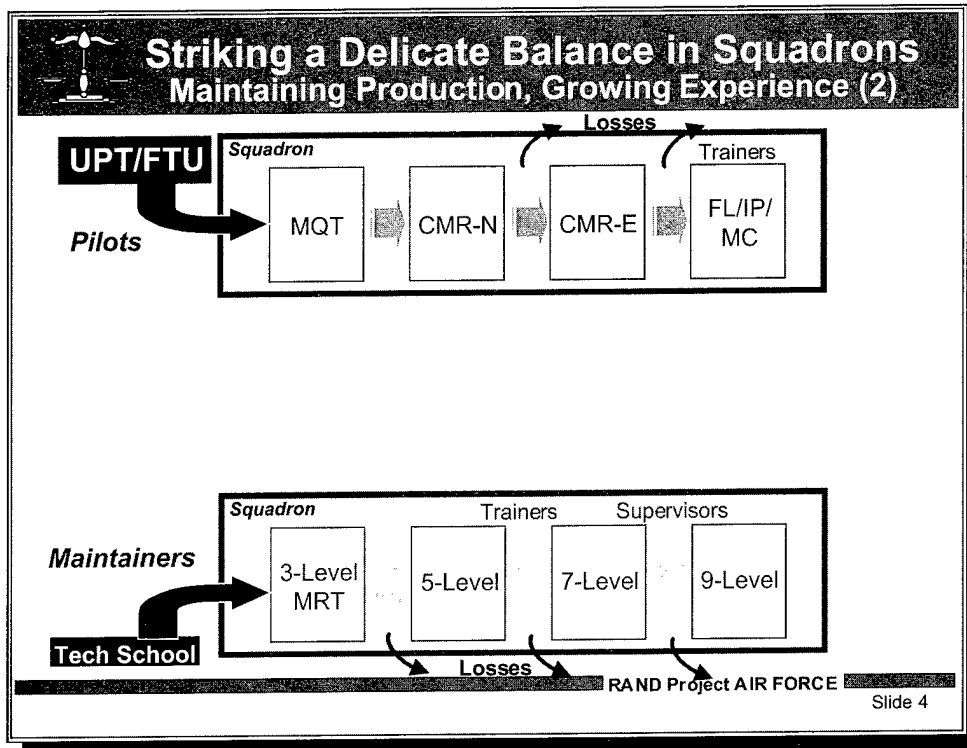 Striking a Delicate Balance in Squadrons
Maintaining Production, Growing Experience (2)
Losses
UPT/FTU
Squadron
Trainers
Pilots
MQT
CMR-N
CMR-E
FL/IP/
MC
Squadron
Trainers
Supervisors
Maintainers
3-Level
MRT
5-Level
7-Level
9-Level
Tech School
Losses
RAND Project AIR FORCE
Slide 4